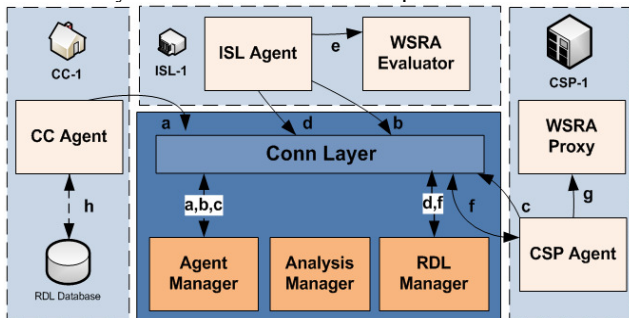 CC-1
ISL-1
ISL Agent
e
WSRA
Evaluator
CSP-1
CC Agent
a
d
b
WSRA
Proxy
Conn Layer
h
a,b,c
d,f
f
c
g
RDL Database
Agent
Manager
Analysis
Manager
RDL
Manager
CSP Agent